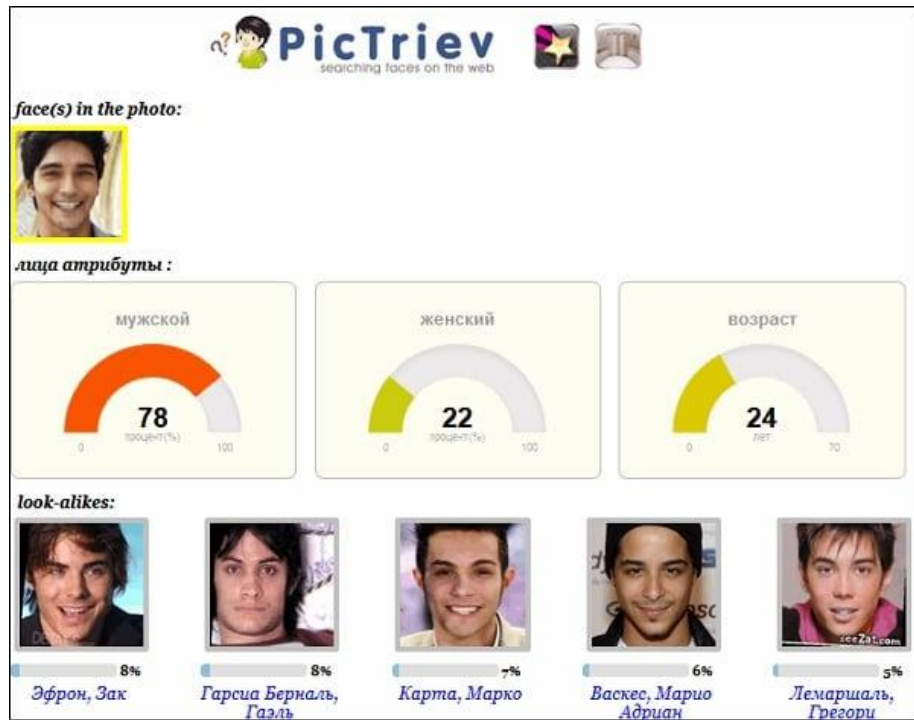 PicTriev
searching faces on the web
face(s) in the photo:
лица атрибуты :
мужской
78
процент(%)
0 100
женский
22
процент(%)
0 100
возраст
24
лет
0 70
look-alikes:
seeZat.com
8% 8% 7% 6% 5%
Эфрон, Зак
Гарсиа Берналь,
Гаэль
Карта, Марко
Васкес, Марио
Адриан
Лемаршаль,
Грегори